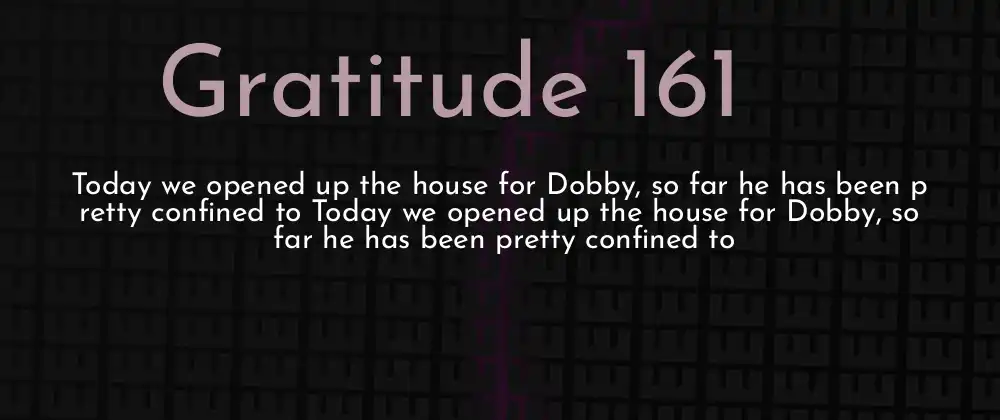 Gratitude 161
Today we opened up the house for Dobby, so far he has been p
retty confined to Today we opened up the house for Dobby, so
far he has been pretty confined to